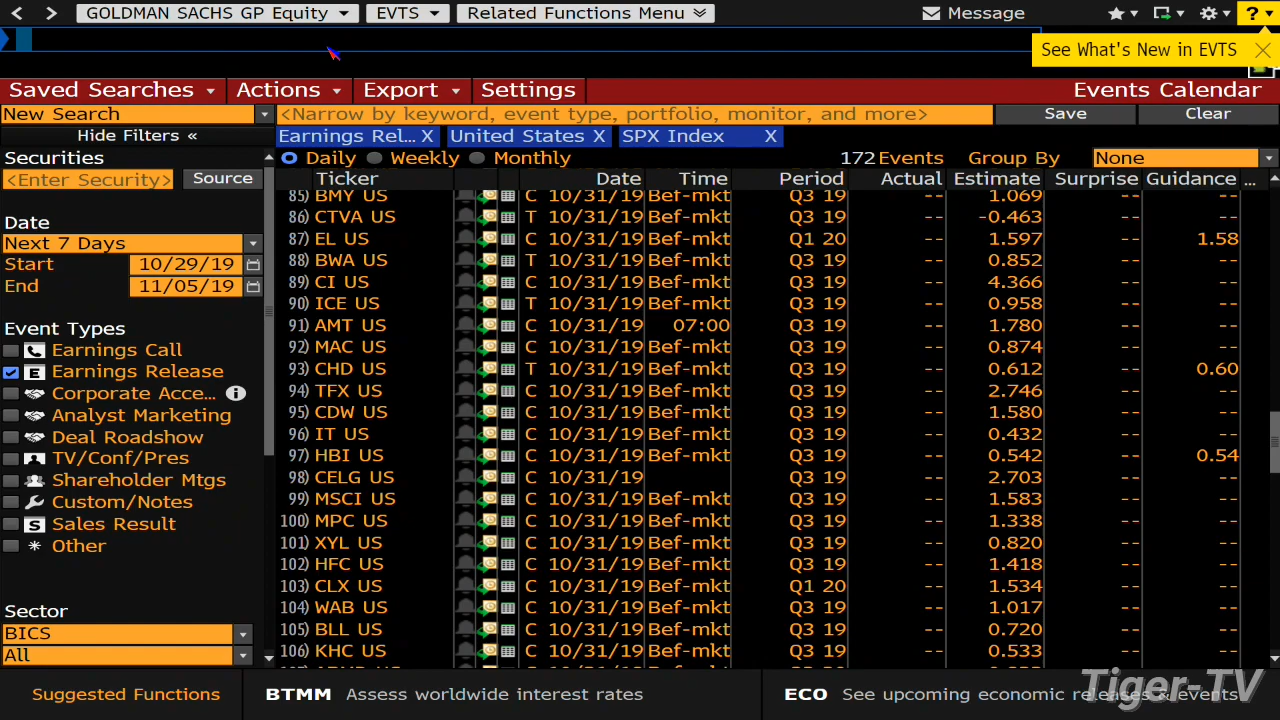 GOLDMAN SACHS GP Equity EVTS Related Functions Menu Message ?
See What's New in EVTS
Saved Searches Actions Export Settings Events Calendar
New Search <Narrow by keyword, event type, portfolio, monitor, and more> Save Clear
Hide Filters « Earnings Rel... X United States X SPX Index X
Securities Daily Weekly Monthly 172 Events Group By None
<Enter Security> Source Ticker Date Time Period Actual Estimate Surprise Guidance ...
85) BMY US C 10/31/19 Bef-mkt Q3 19 -- 1.069 -- --
86) CTVA US T 10/31/19 Bef-mkt Q3 19 -- -0.463 -- --
Date
87) EL US C 10/31/19 Bef-mkt Q1 20 -- 1.597 -- 1.58
Next 7 Days
88) BWA US T 10/31/19 Bef-mkt Q3 19 -- 0.852 -- --
Start 10/29/19
89) CI US C 10/31/19 Bef-mkt Q3 19 -- 4.366 -- --
End 11/05/19
90) ICE US T 10/31/19 Bef-mkt Q3 19 -- 0.958 -- --
Event Types
91) AMT US C 10/31/19 07:00 Q3 19 -- 1.780 -- --
Earnings Call
92) MAC US C 10/31/19 Bef-mkt Q3 19 -- 0.874 -- --
Earnings Release
93) CHD US T 10/31/19 Bef-mkt Q3 19 -- 0.612 -- 0.60
Corporate Acce...
94) TFX US C 10/31/19 Bef-mkt Q3 19 -- 2.746 -- --
Analyst Marketing
95) CDW US C 10/31/19 Bef-mkt Q3 19 -- 1.580 -- --
Deal Roadshow
96) IT US C 10/31/19 Bef-mkt Q3 19 -- 0.432 -- --
TV/Conf/Pres
97) HBI US C 10/31/19 Bef-mkt Q3 19 -- 0.542 -- 0.54
Shareholder Mtgs
98) CELG US C 10/31/19 Q3 19 -- 2.703 -- --
Custom/Notes
99) MSCI US C 10/31/19 Bef-mkt Q3 19 -- 1.583 -- --
Sales Result
100) MPC US C 10/31/19 Bef-mkt Q3 19 -- 1.338 -- --
Other
101) XYL US C 10/31/19 Bef-mkt Q3 19 -- 0.820 -- --
102) HFC US C 10/31/19 Bef-mkt Q3 19 -- 1.418 -- --
103) CLX US C 10/31/19 Bef-mkt Q1 20 -- 1.534 -- --
Sector
104) WAB US C 10/31/19 Bef-mkt Q3 19 -- 1.017 -- --
BICS
105) BLL US C 10/31/19 Bef-mkt Q3 19 -- 0.720 -- --
All
106) KHC US C 10/31/19 Bef-mkt Q3 19 -- 0.533 -- --
Suggested Functions BTMM Assess worldwide interest rates ECO See upcoming economic releases & events
Tiger-TV